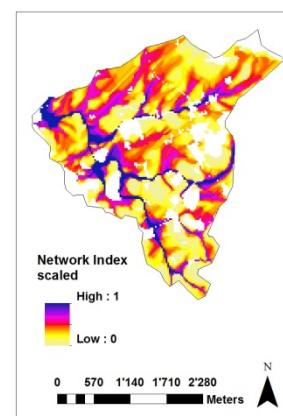 Network Index
scaled
High : 1
Low : 0
N
0 570 1'140 1'710 2'280
Meters